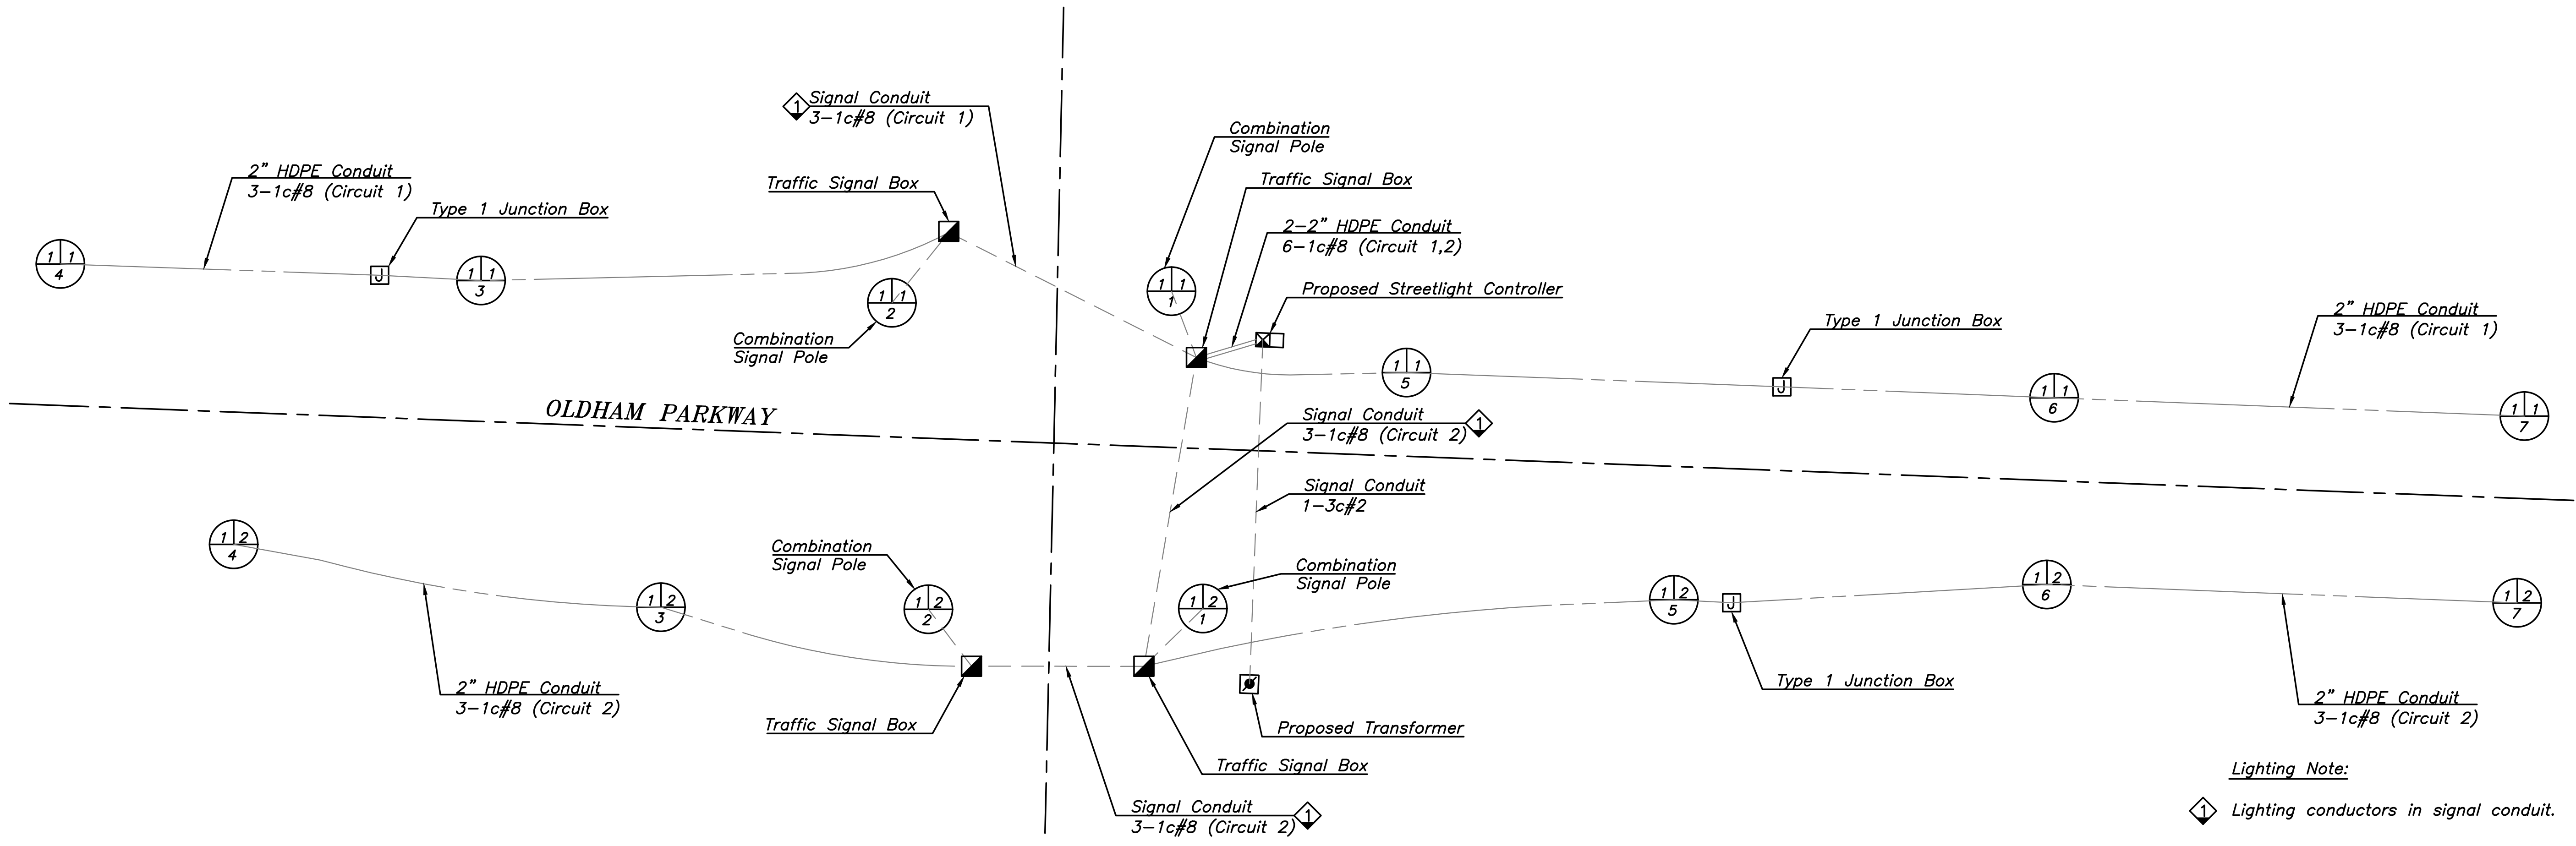 Signal Conduit
1 3-1c#8 (Circuit 1)
Combination
Signal Pole
2" HDPE Conduit
3-1c#8 (Circuit 1)
Traffic Signal Box
Traffic Signal Box
Type 1 Junction Box
2-2" HDPE Conduit
6-1c#8 (Circuit 1,2)
1 1
4
J
1 1
3
1 1
2
1 1
1
Proposed Streetlight Controller
Combination
Signal Pole
Type 1 Junction Box
2" HDPE Conduit
3-1c#8 (Circuit 1)
1 1
5
J
1 1
6
1 1
7
OLDHAM PARKWAY
Signal Conduit
3-1c#8 (Circuit 2) 1
Signal Conduit
1-3c#2
1 2
4
1 2
3
Combination
Signal Pole
1 2
2
Combination
Signal Pole
1 2
1
1 2
5
J
1 2
6
1 2
7
2" HDPE Conduit
3-1c#8 (Circuit 2)
Traffic Signal Box
Proposed Transformer
Traffic Signal Box
Type 1 Junction Box
2" HDPE Conduit
3-1c#8 (Circuit 2)
Signal Conduit
3-1c#8 (Circuit 2) 1
Lighting Note:
1 Lighting conductors in signal conduit.